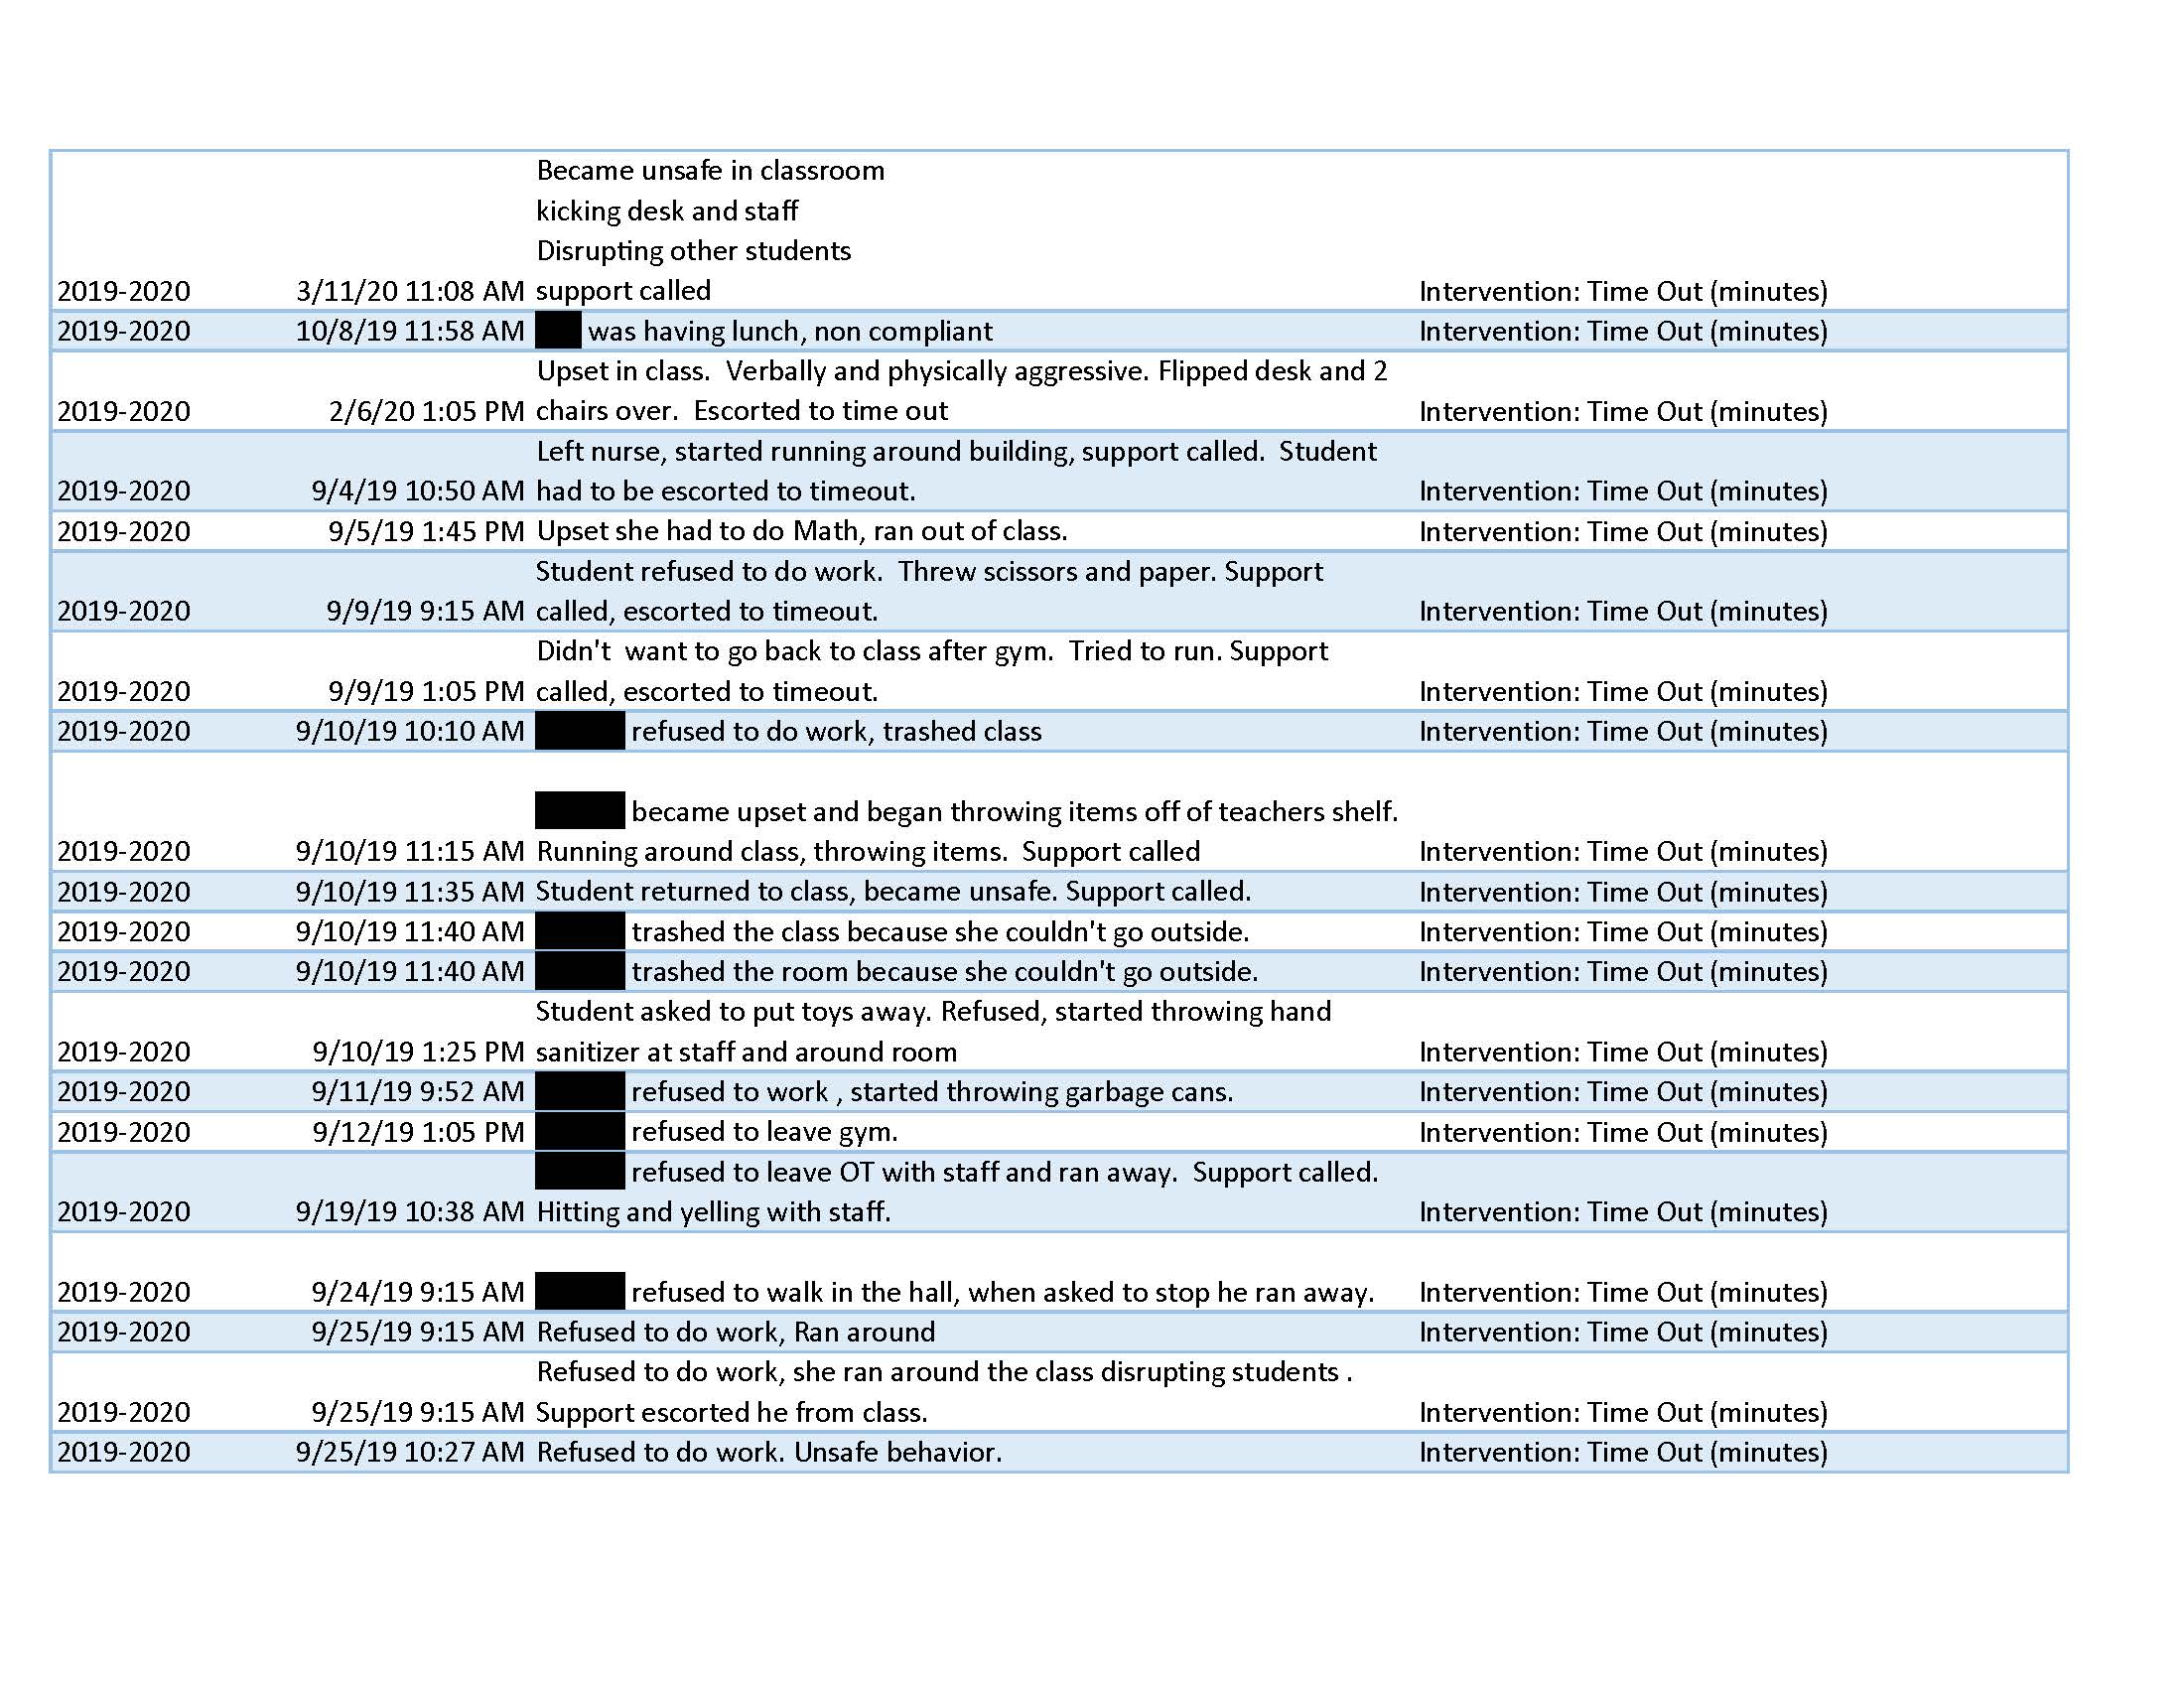 Became unsafe in classroom
kicking desk and staff
Disrupting other students
2019-2020 3/11/20 11:08 AM support called Intervention: Time Out (minutes)
2019-2020 10/8/19 11:58 AM was having lunch, non compliant Intervention: Time Out (minutes)
Upset in class.  Verbally and physically aggressive. Flipped desk and 2
2019-2020 2/6/20 1:05 PM chairs over.  Escorted to time out Intervention: Time Out (minutes)
Left nurse, started running around building, support called.  Student
2019-2020 9/4/19 10:50 AM had to be escorted to timeout. Intervention: Time Out (minutes)
2019-2020 9/5/19 1:45 PM Upset she had to do Math, ran out of class. Intervention: Time Out (minutes)
Student refused to do work.  Threw scissors and paper. Support
2019-2020 9/9/19 9:15 AM called, escorted to timeout. Intervention: Time Out (minutes)
Didn't  want to go back to class after gym.  Tried to run. Support
2019-2020 9/9/19 1:05 PM called, escorted to timeout. Intervention: Time Out (minutes)
2019-2020 9/10/19 10:10 AM refused to do work, trashed class Intervention: Time Out (minutes)
became upset and began throwing items off of teachers shelf.
2019-2020 9/10/19 11:15 AM Running around class, throwing items.  Support called Intervention: Time Out (minutes)
2019-2020 9/10/19 11:35 AM Student returned to class, became unsafe. Support called. Intervention: Time Out (minutes)
2019-2020 9/10/19 11:40 AM trashed the class because she couldn't go outside. Intervention: Time Out (minutes)
2019-2020 9/10/19 11:40 AM trashed the room because she couldn't go outside. Intervention: Time Out (minutes)
Student asked to put toys away. Refused, started throwing hand
2019-2020 9/10/19 1:25 PM sanitizer at staff and around room Intervention: Time Out (minutes)
2019-2020 9/11/19 9:52 AM refused to work , started throwing garbage cans. Intervention: Time Out (minutes)
2019-2020 9/12/19 1:05 PM refused to leave gym. Intervention: Time Out (minutes)
refused to leave OT with staff and ran away.  Support called.
2019-2020 9/19/19 10:38 AM Hitting and yelling with staff. Intervention: Time Out (minutes)
2019-2020 9/24/19 9:15 AM refused to walk in the hall, when asked to stop he ran away. Intervention: Time Out (minutes)
2019-2020 9/25/19 9:15 AM Refused to do work, Ran around Intervention: Time Out (minutes)
Refused to do work, she ran around the class disrupting students .
2019-2020 9/25/19 9:15 AM Support escorted he from class. Intervention: Time Out (minutes)
2019-2020 9/25/19 10:27 AM Refused to do work. Unsafe behavior. Intervention: Time Out (minutes)